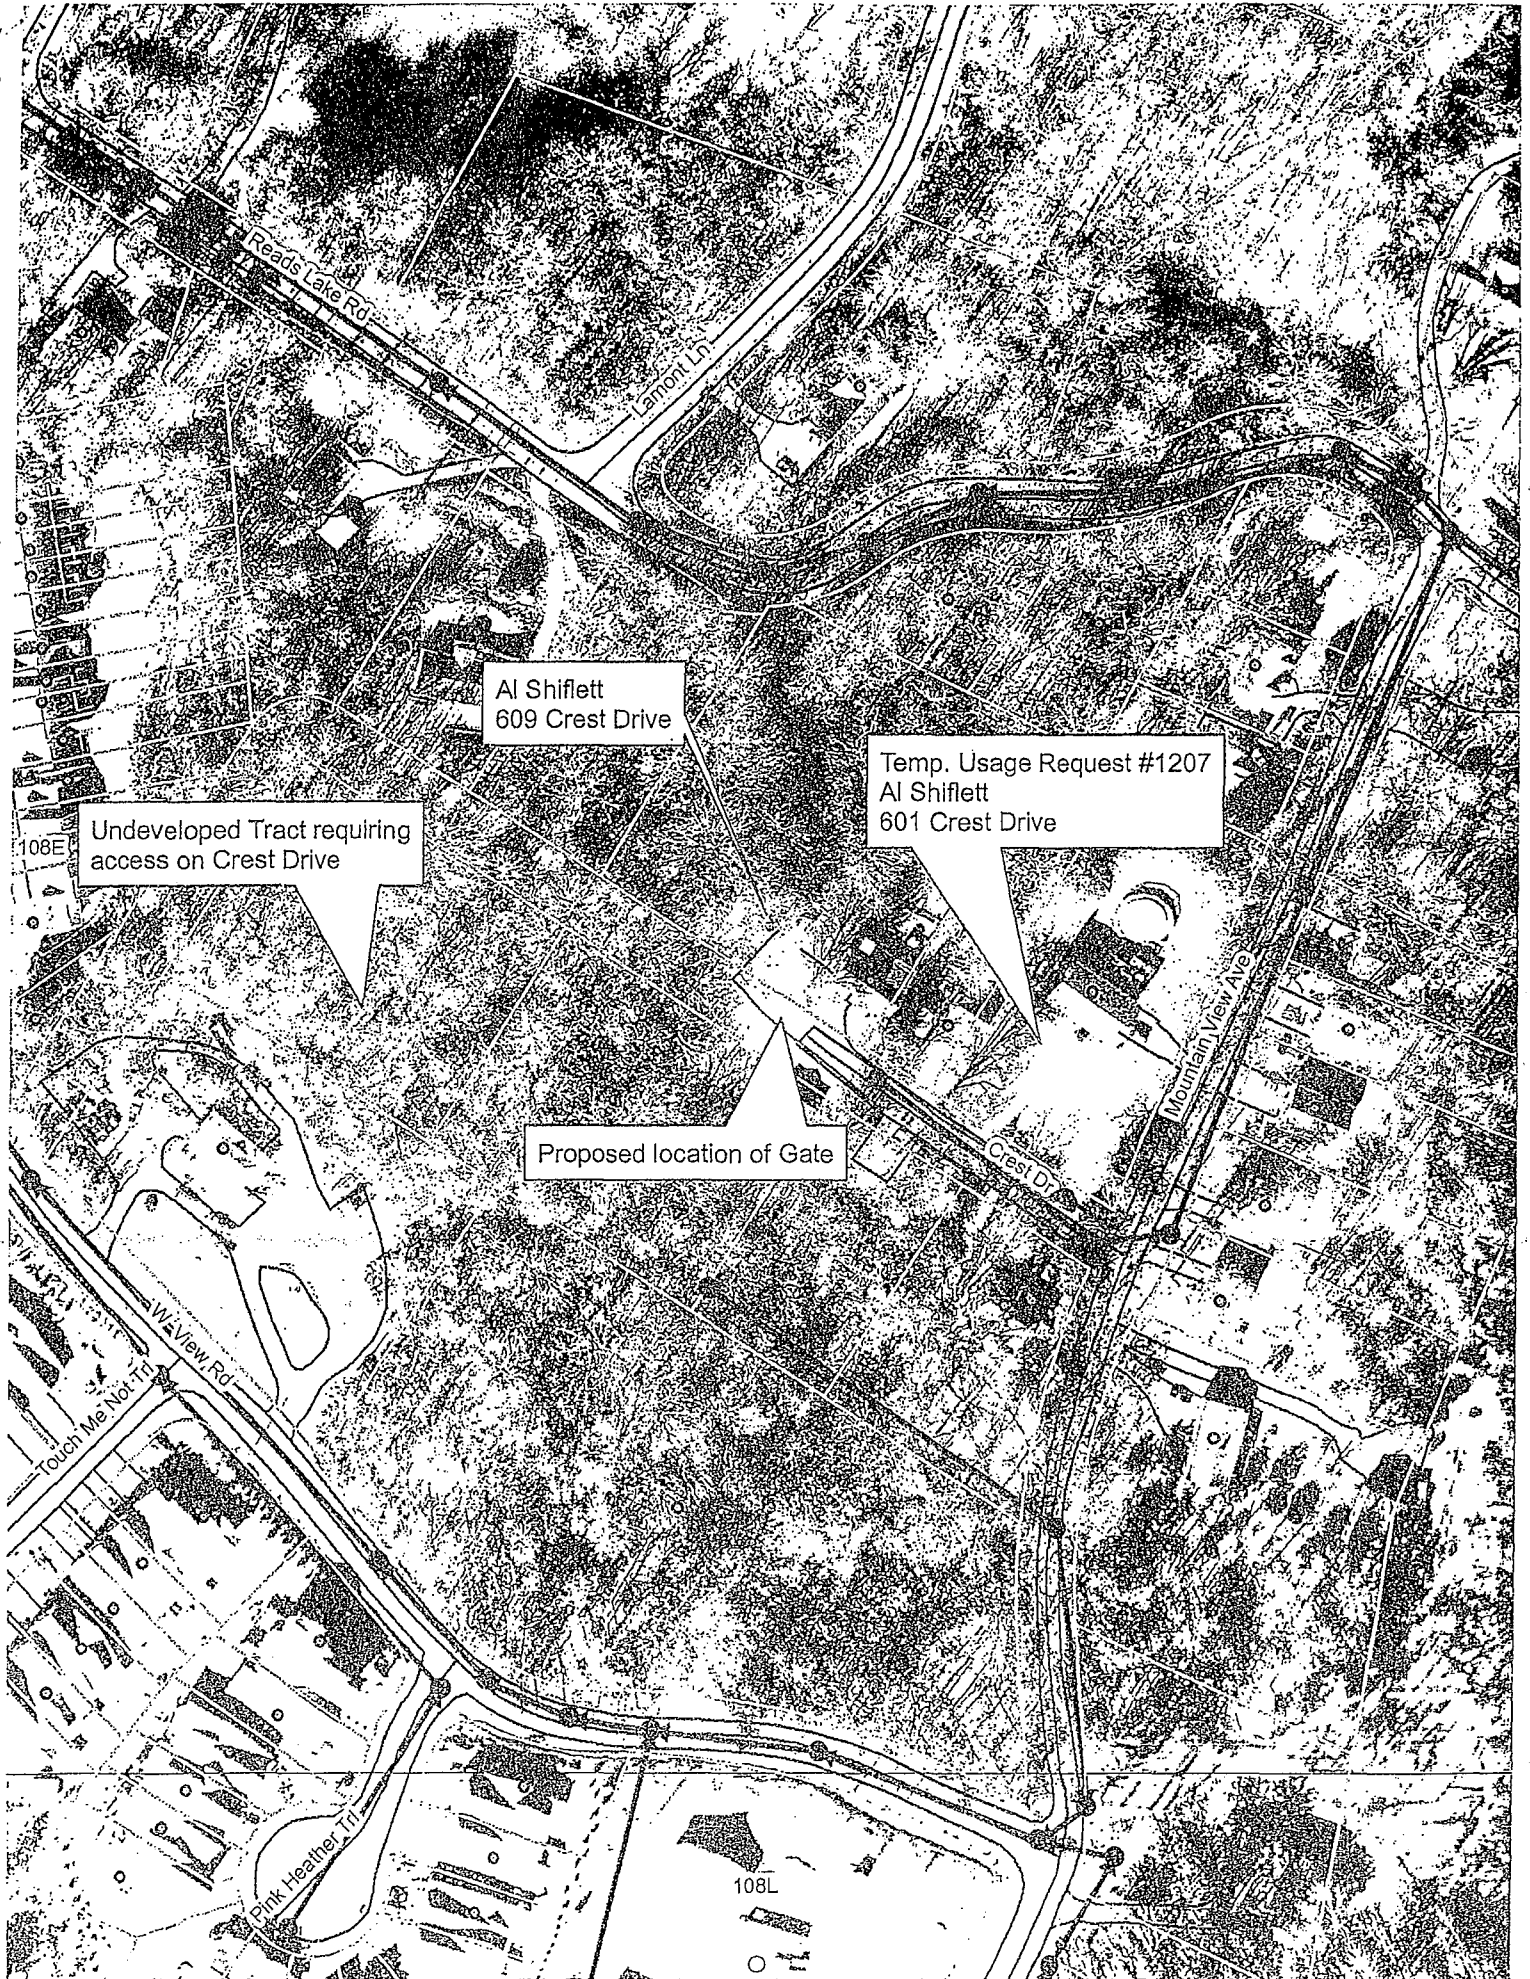 Reads Lake Rd
Lamont Ln
Al Shiflett
609 Crest Drive
Temp. Usage Request #1207
Al Shiflett
601 Crest Drive
Undeveloped Tract requiring
access on Crest Drive
108E
Mountain View Ave
Proposed location of Gate
Crest Dr
W View Rd
Touch Me Not Trl
Pink Heather Trl
108L